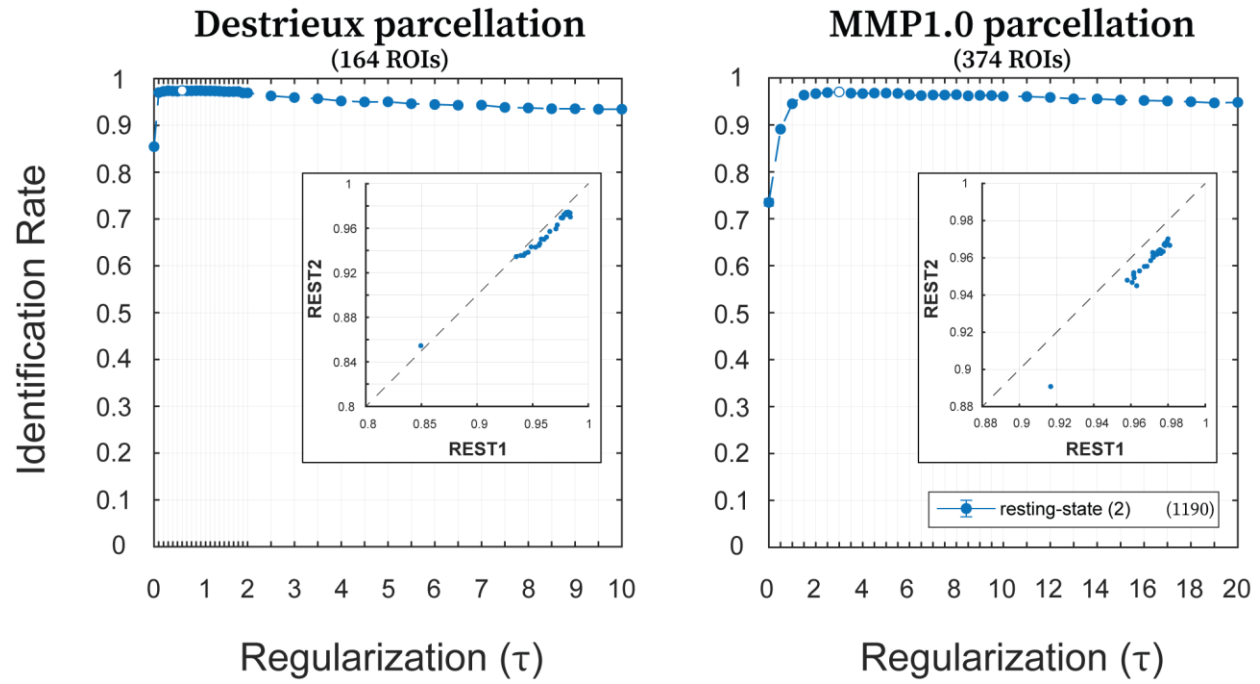 Destrieux parcellation
(164 ROIs)
Identification Rate
1
0.9
0.8
0.7
0.6
0.5
0.4
0.3
0.2
0.1
0
0 1 2 3 4 5 6 7 8 9 10
Regularization (τ)
REST2
1
0.96
0.92
0.88
0.84
0.8
0.8 0.85 0.9 0.95 1
REST1
MMP1.0 parcellation
(374 ROIs)
1
0.9
0.8
0.7
0.6
0.5
0.4
0.3
0.2
0.1
0
0 2 4 6 8 10 12 14 16 18 20
Regularization (τ)
REST2
1
0.98
0.96
0.94
0.92
0.9
0.88
0.88 0.9 0.92 0.94 0.96 0.98 1
REST1
resting-state (2) (1190)